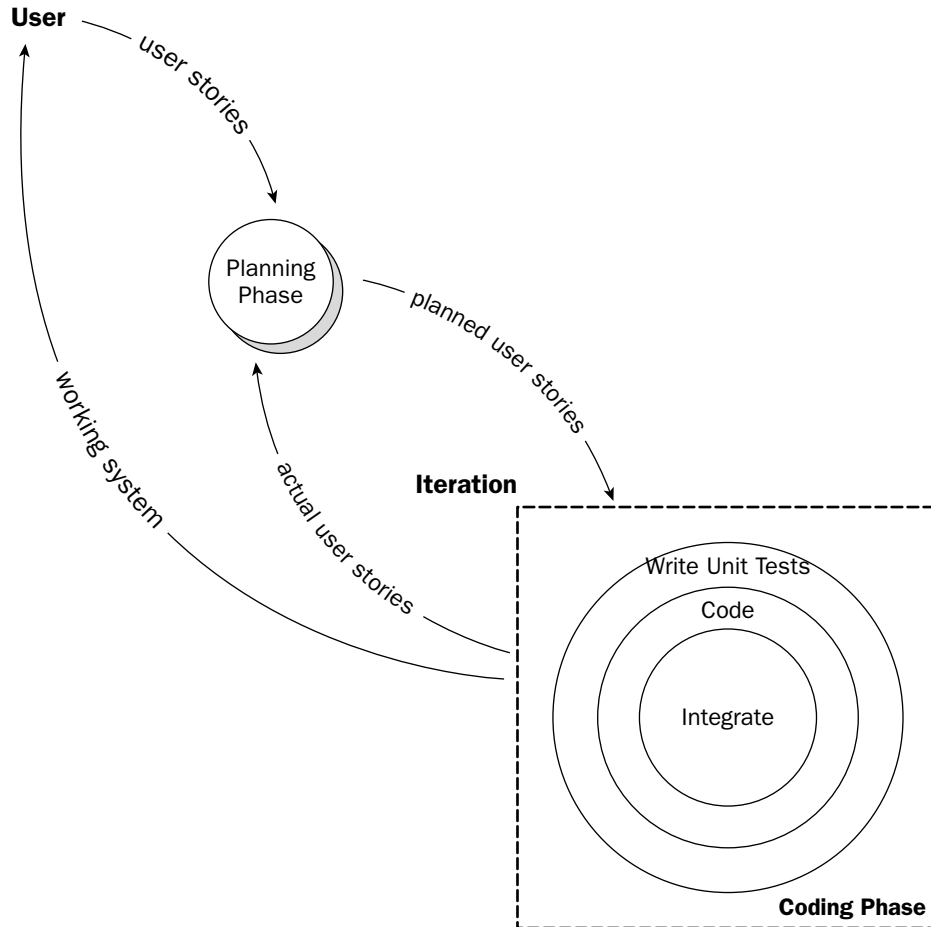 User
user stories
Planning
Phase
planned user stories
working system
actual user stories
Iteration
Write Unit Tests
Code
Integrate
Coding Phase